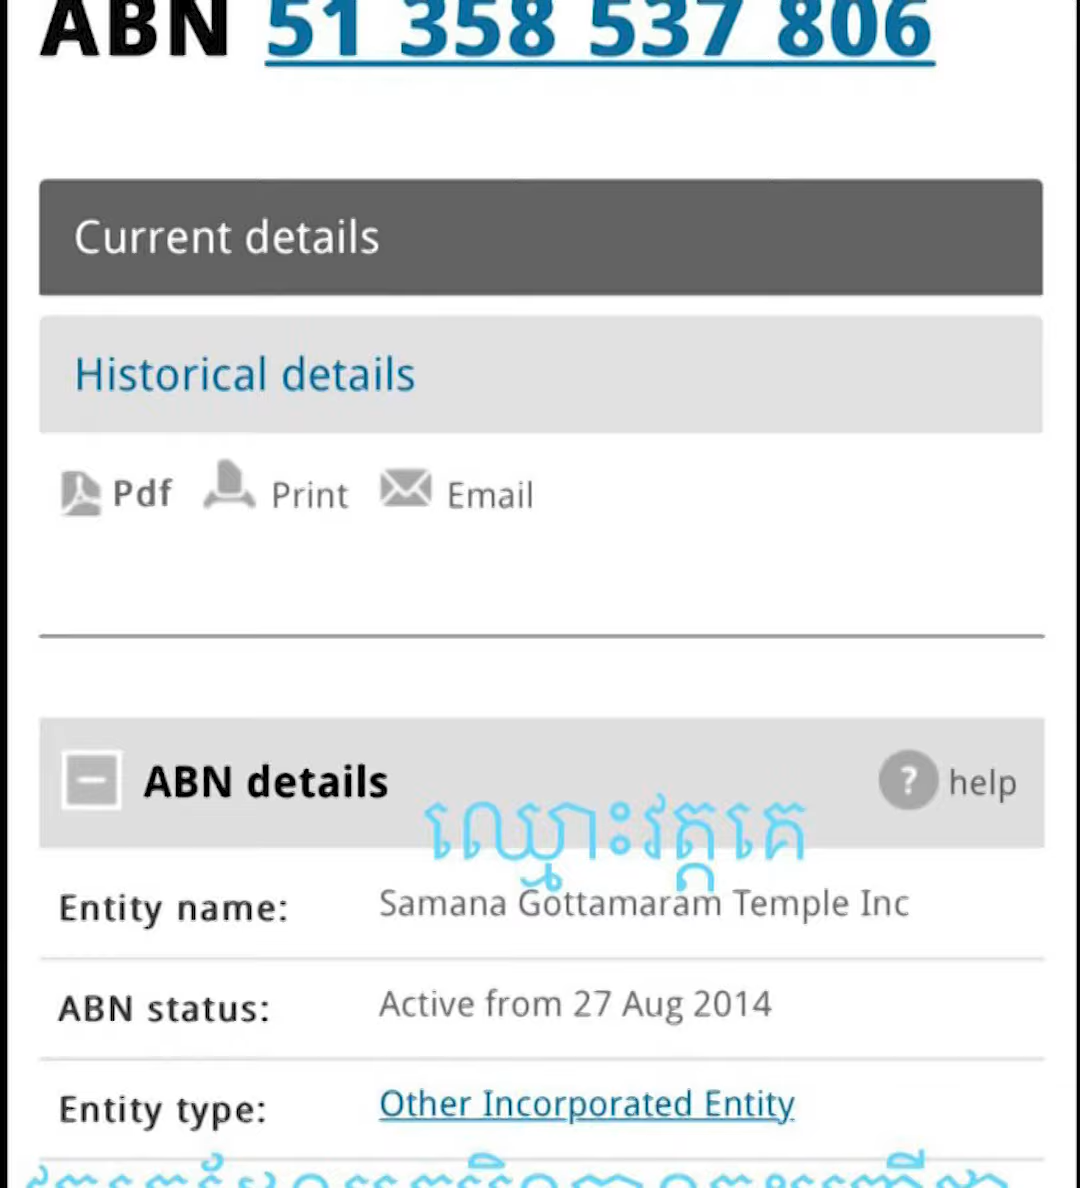 ABN 51 358 537 806
Current details
Historical details
Pdf Print Email
ABN details
? help
ឈ្មោះវត្តគេ
Entity name: Samana Gottamaram Temple Inc
ABN status: Active from 27 Aug 2014
Entity type: Other Incorporated Entity